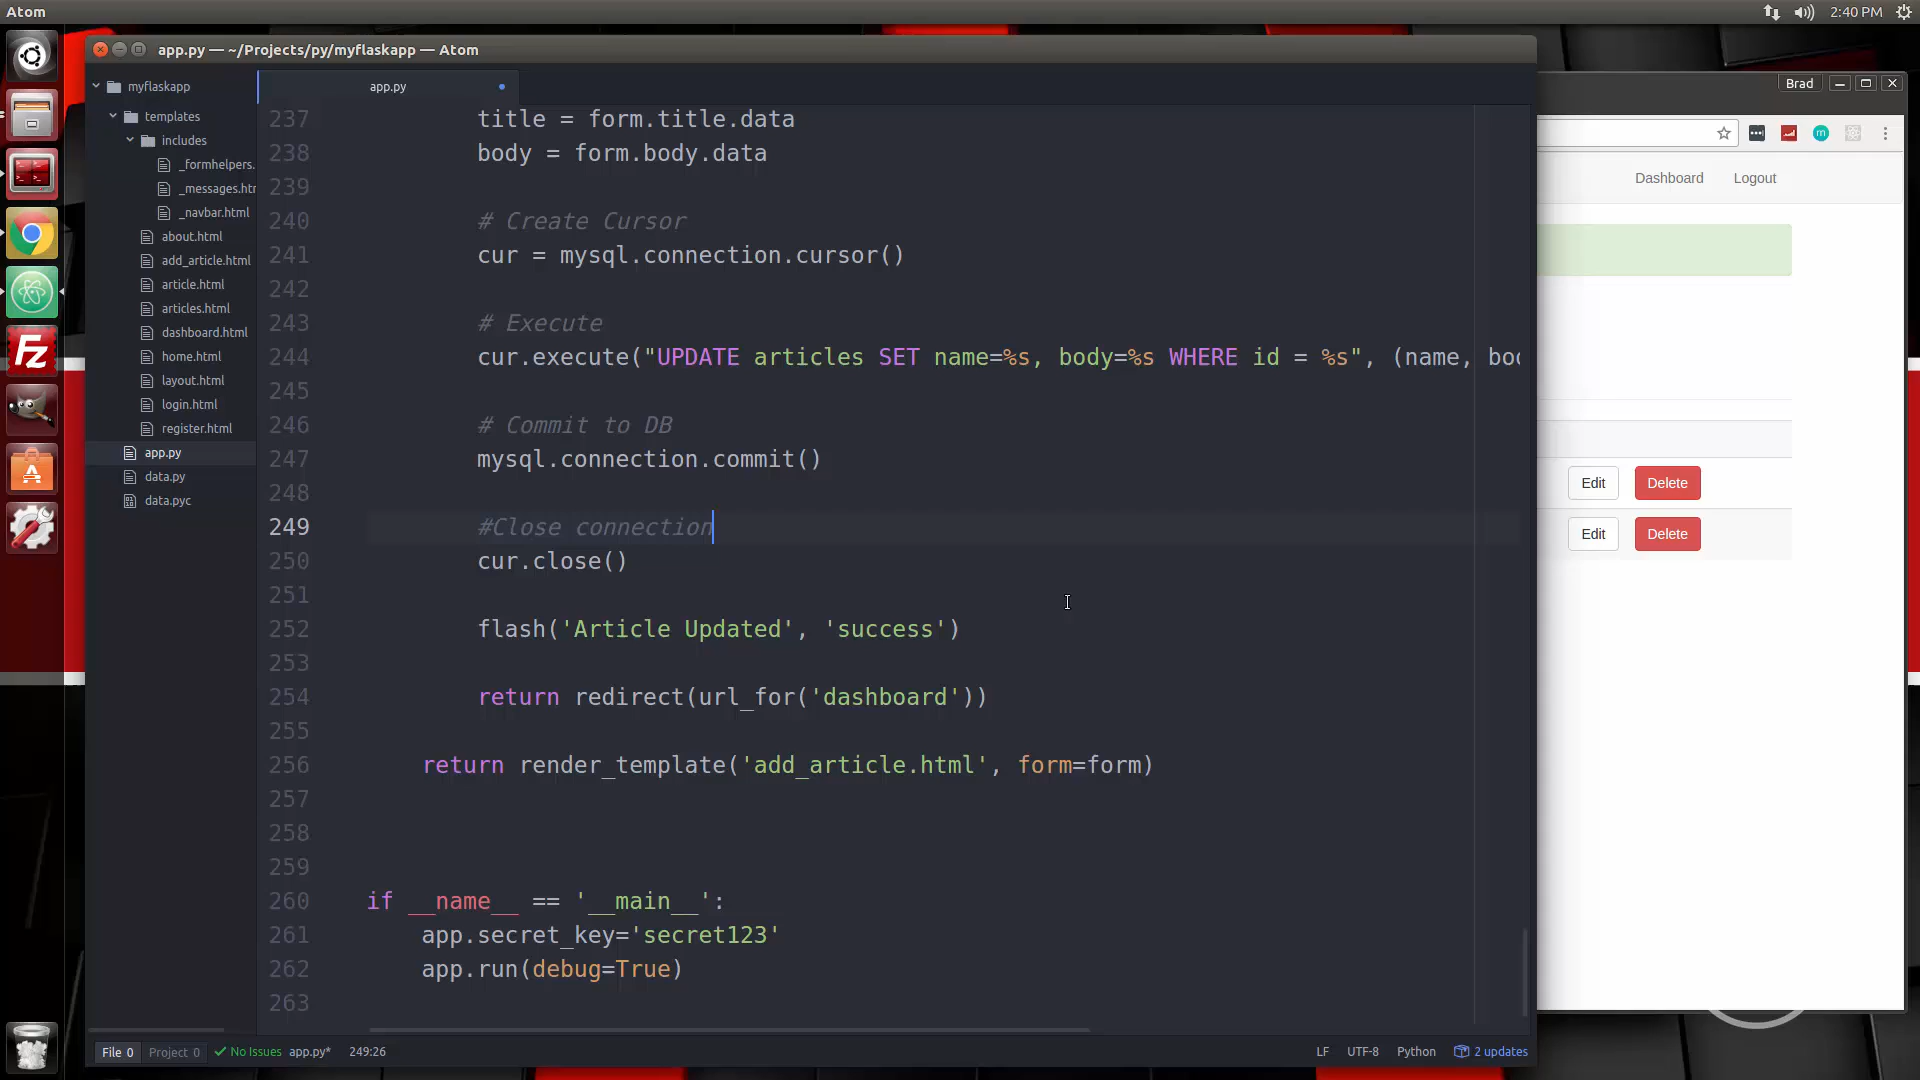 Atom
2:40 PM
app.py — ~/Projects/py/myflaskapp — Atom
Brad
myflaskapp
templates
includes
_formhelpers.
_messages.htr
_navbar.html
about.html
add_article.html
article.html
articles.html
dashboard.html
home.html
layout.html
login.html
register.html
app.py
data.py
data.pyc
app.py
237 title = form.title.data
238 body = form.body.data
239
240 # Create Cursor
241 cur = mysql.connection.cursor()
242
243 # Execute
244 cur.execute("UPDATE articles SET name=%s, body=%s WHERE id = %s", (name, boc
245
246 # Commit to DB
247 mysql.connection.commit()
248
249 #Close connection
250 cur.close()
251
252 flash('Article Updated', 'success')
253
254 return redirect(url_for('dashboard'))
255
256 return render_template('add_article.html', form=form)
257
258
259
260 if __name__ == '__main__':
261 app.secret_key='secret123'
262 app.run(debug=True)
263
m
Dashboard Logout
Edit Delete
Edit Delete
Fz
File 0 Project 0 No Issues app.py* 249:26 LF UTF-8 Python 2 updates